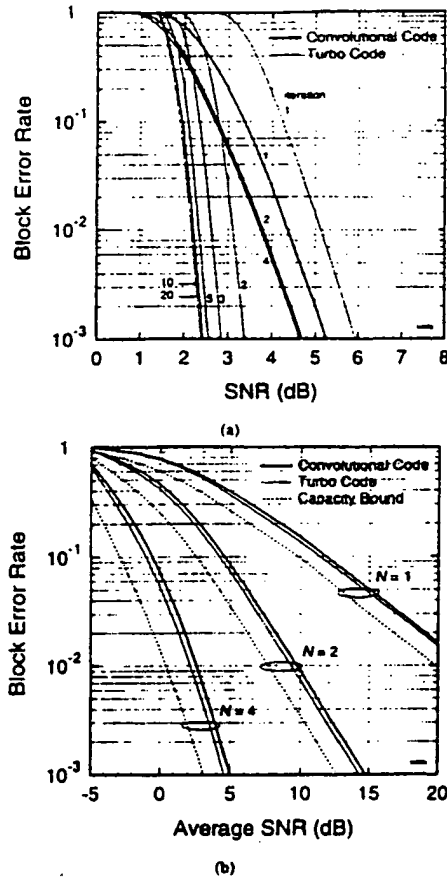 Convolutional Code
Turbo Code
iteration
1
1
2
4
10
20
5
3
2
1
10⁻¹
10⁻²
10⁻³
Block Error Rate
0 1 2 3 4 5 6 7 8
SNR (dB)
(a)
Convolutional Code
Turbo Code
Capacity Bound
N = 1
N = 2
N = 4
1
10⁻¹
10⁻²
10⁻³
Block Error Rate
-5 0 5 10 15 20
Average SNR (dB)
(b)